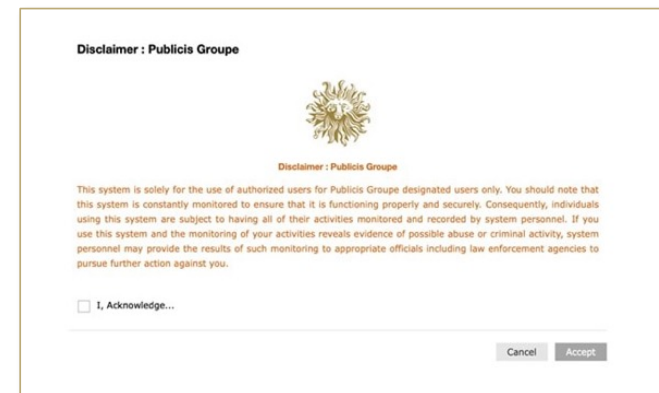 Disclaimer : Publicis Groupe
Disclaimer : Publicis Groupe
This system is solely for the use of authorized users for Publicis Groupe designated users only. You should note that
this system is constantly monitored to ensure that it is functioning properly and securely. Consequently, individuals
using this system are subject to having all of their activities monitored and recorded by system personnel. If you
use this system and the monitoring of your activities reveals evidence of possible abuse or criminal activity, system
personnel may provide the results of such monitoring to appropriate officials including law enforcement agencies to
pursue further action against you.
I, Acknowledge...
Cancel Accept